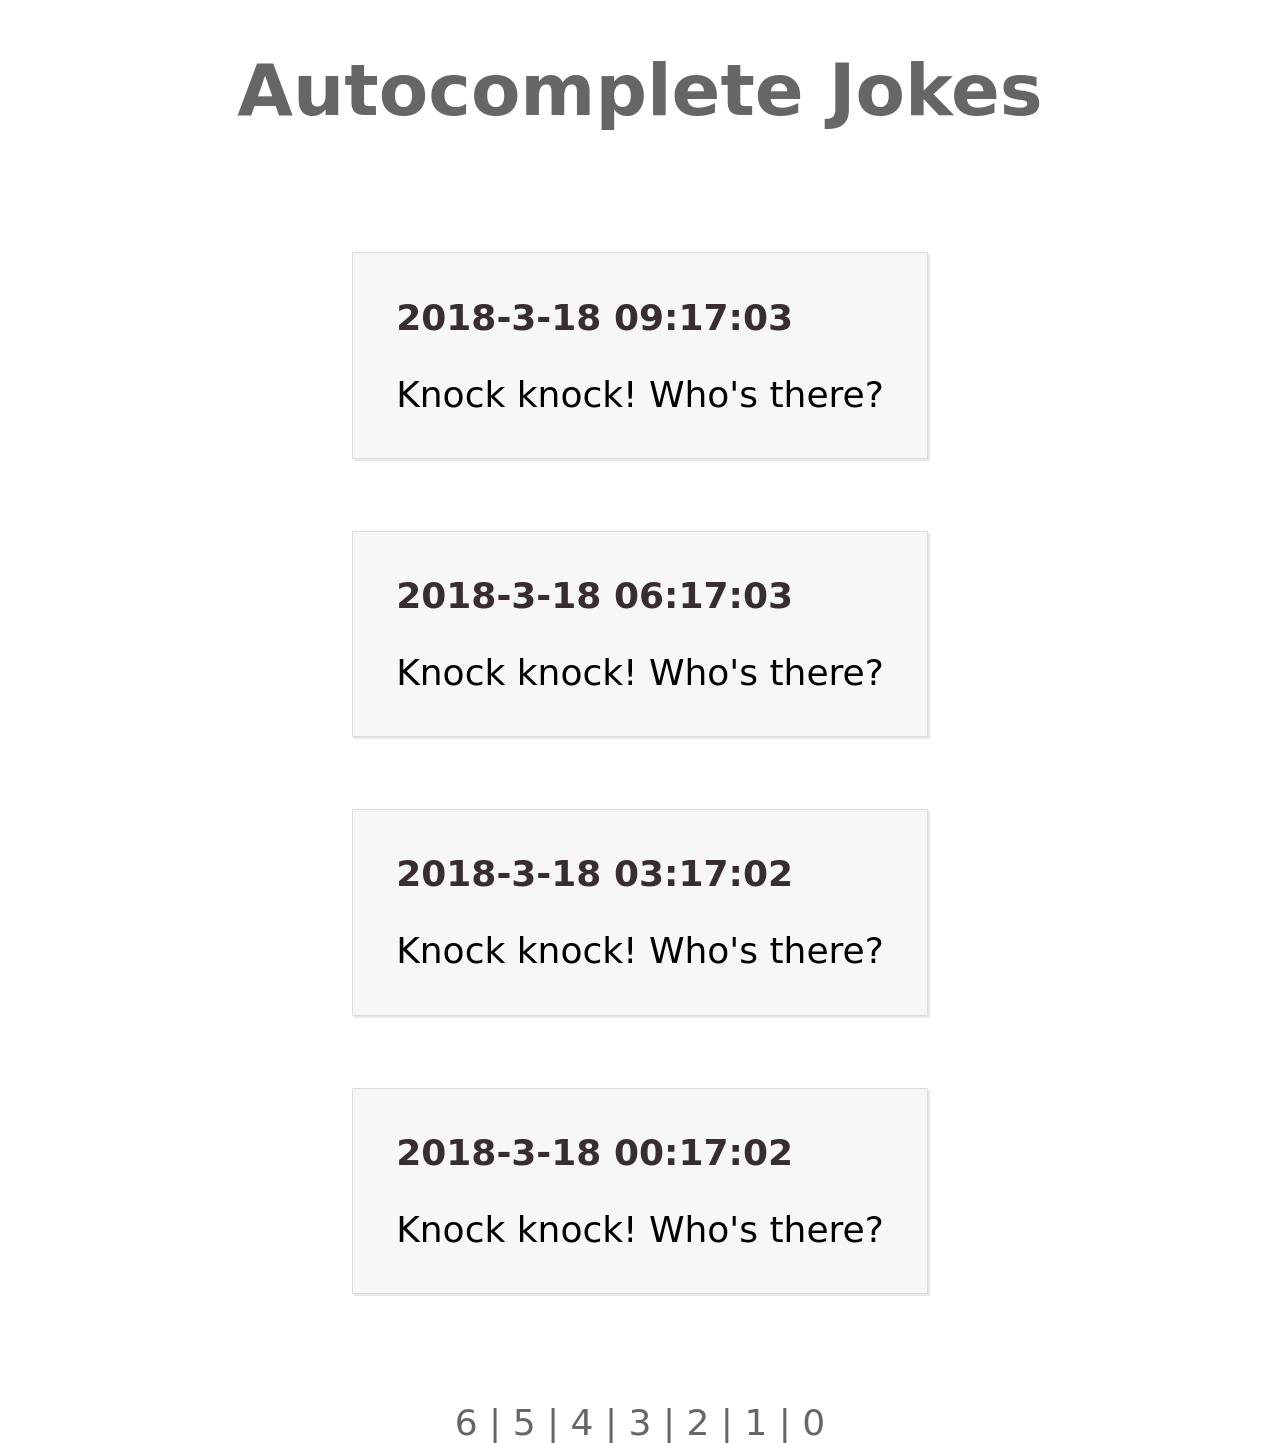 Autocomplete Jokes
2018-3-18 09:17:03
Knock knock! Who's there?
2018-3-18 06:17:03
Knock knock! Who's there?
2018-3-18 03:17:02
Knock knock! Who's there?
2018-3-18 00:17:02
Knock knock! Who's there?
6 | 5 | 4 | 3 | 2 | 1 | 0